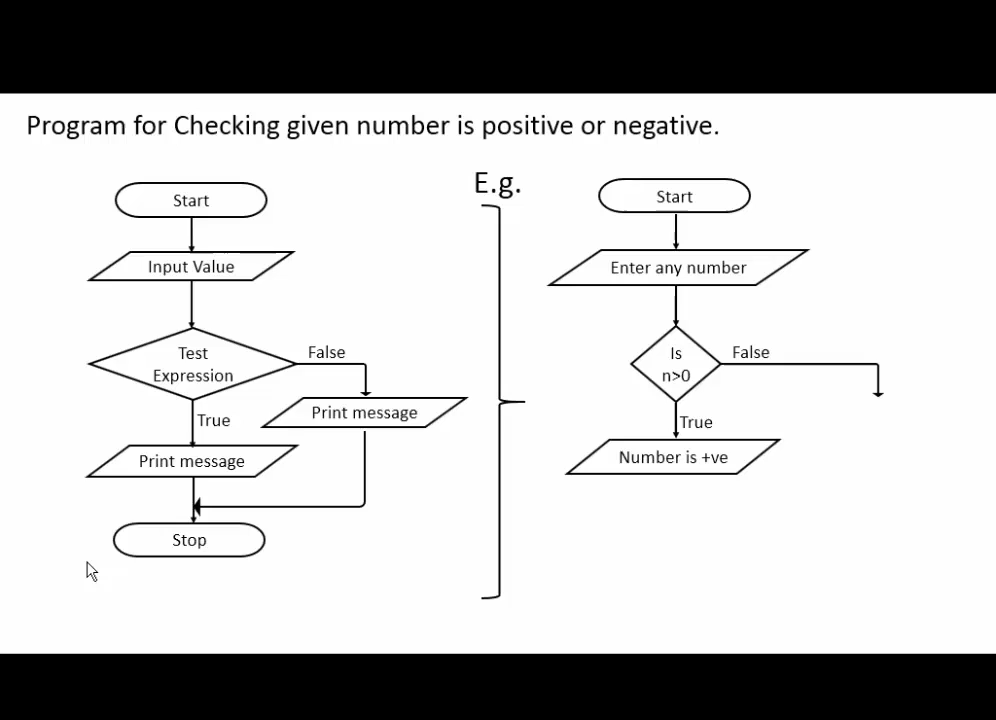 Program for Checking given number is positive or negative.
Start
Input Value
Test
Expression
False
True
Print message
Print message
Stop
E.g.
Start
Enter any number
Is
n>0
False
True
Number is +ve